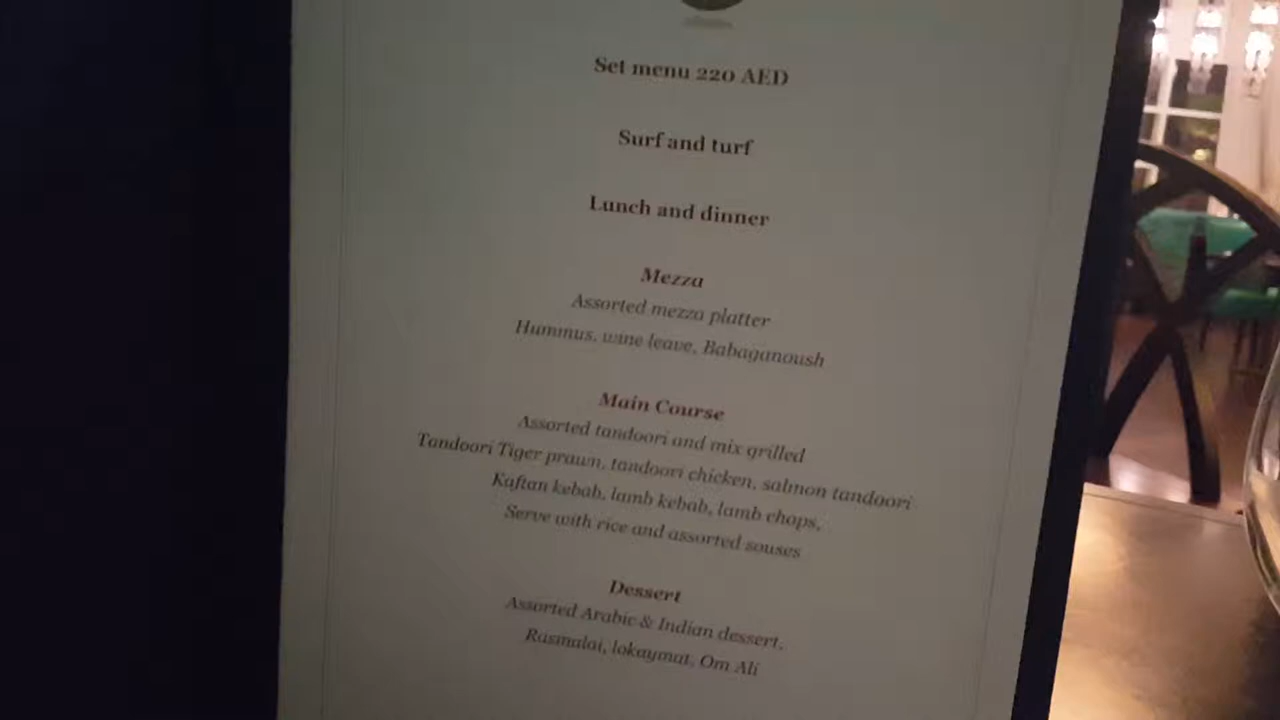 Set menu 220 AED
Surf and turf
Lunch and dinner
Mezza
Assorted mezza platter
Hummus, wine leave, Babaganoush
Main Course
Assorted tandoori and mix grilled
Tandoori Tiger prawn, tandoori chicken, salmon tandoori
Kaftan kebab, lamb kebab, lamb chops,
Serve with rice and assorted souses
Dessert
Assorted Arabic & Indian dessert,
Rasmalai, lokaymat, Om Ali